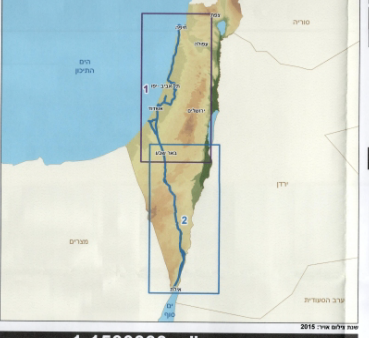 סוריה
צפת
חיפה
עפולה
הים
התיכון
1
תל אביב-יפו
ירושלים
אשדוד
באר שבע
ירדן
2
מצרים
אילת
ים
סוף
ערב הסעודית
שנת צילום אויר: 2015